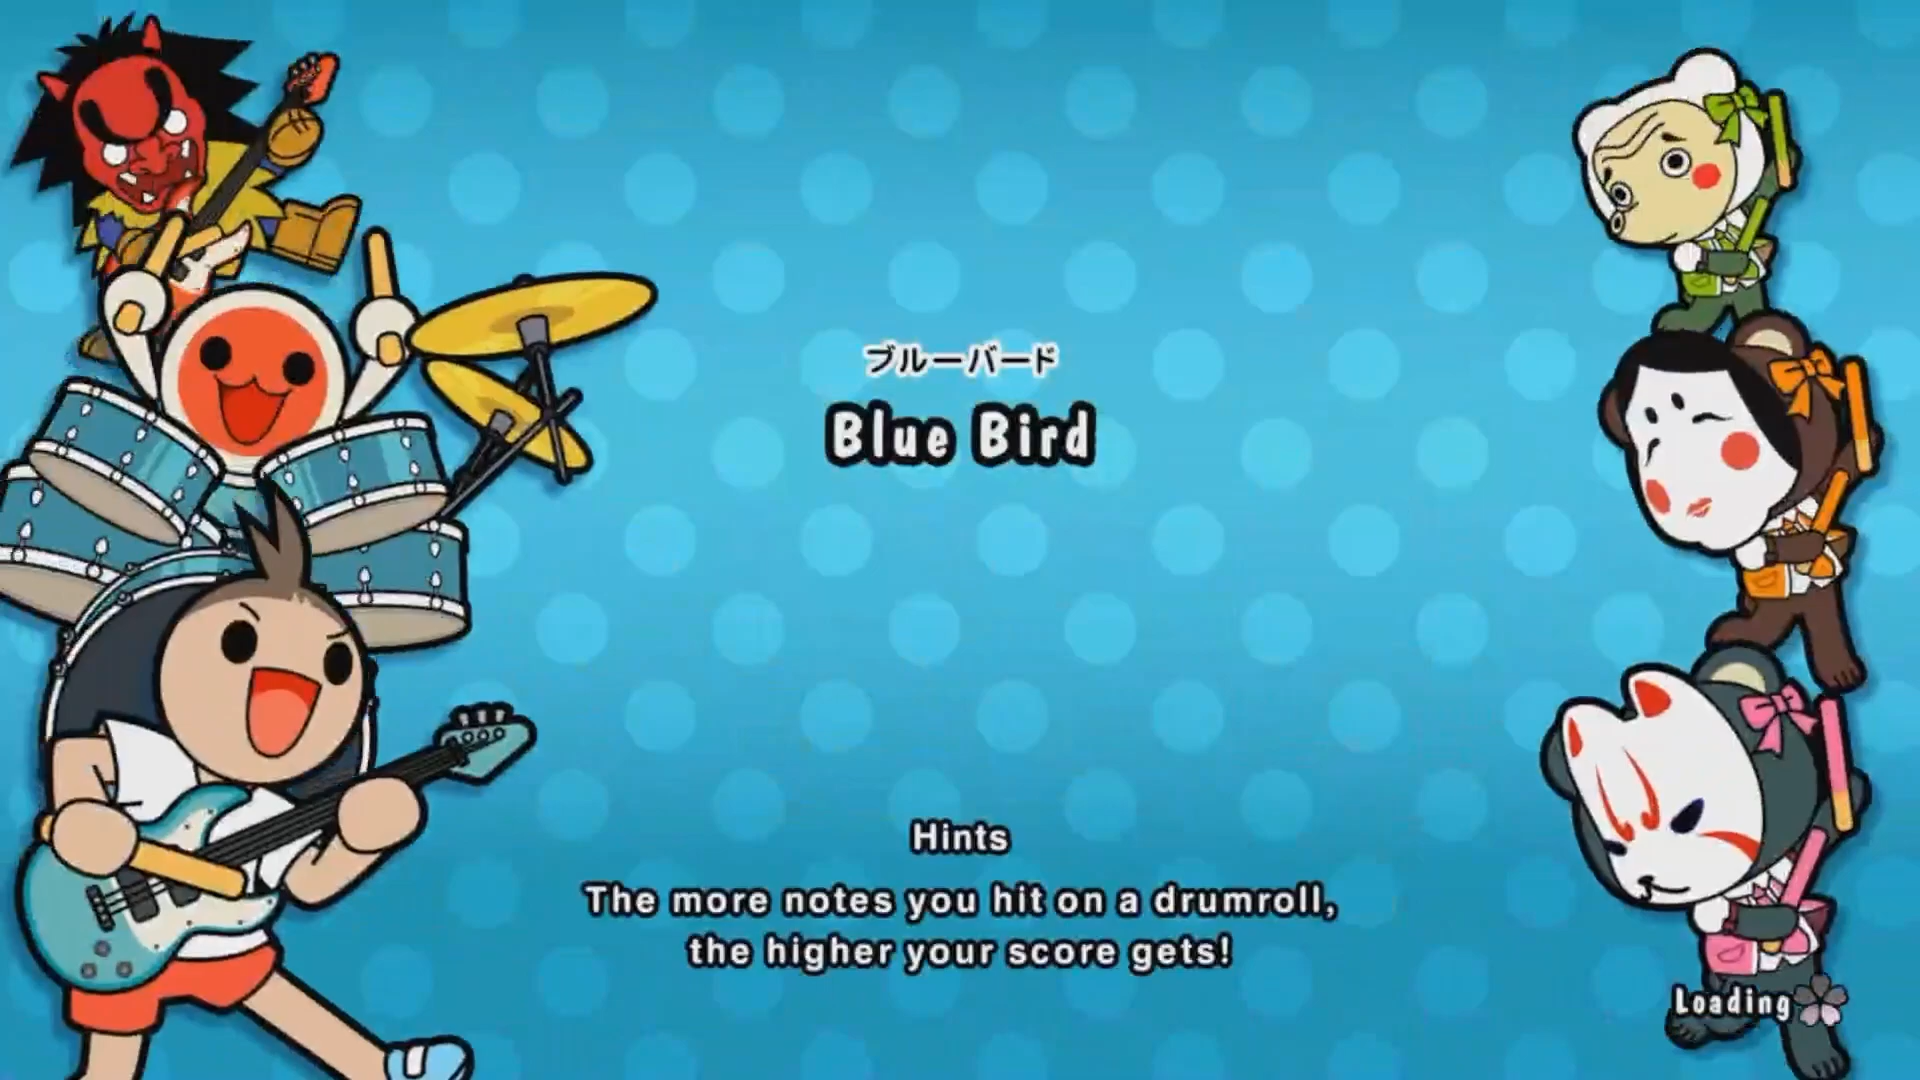 ブルーバード
Blue Bird
Hints
The more notes you hit on a drumroll,
the higher your score gets!
Loading